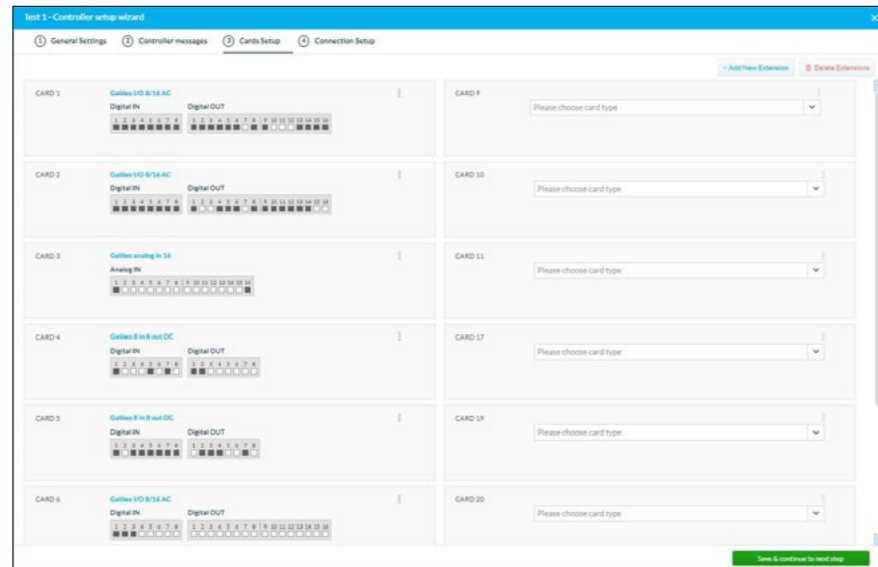 Test 1 - Controller setup wizard
1 General Settings 2 Controller messages 3 Cards Setup 4 Connection Setup
+ Add New Extension Delete Extensions
CARD 1 Galileo I/O 8/16 AC
Digital IN Digital OUT
1 2 3 4 5 6 7 8 1 2 3 4 5 6 7 8 9 10 11 12 13 14 15 16
CARD 2 Galileo I/O 8/16 AC
Digital IN Digital OUT
1 2 3 4 5 6 7 8 1 2 3 4 5 6 7 8 9 10 11 12 13 14 15 16
CARD 3 Galileo analog in 16
Analog IN
1 2 3 4 5 6 7 8 9 10 11 12 13 14 15 16
CARD 4 Galileo 8 in 8 out DC
Digital IN Digital OUT
1 2 3 4 5 6 7 8 1 2 3 4 5 6 7 8
CARD 5 Galileo 8 in 8 out DC
Digital IN Digital OUT
1 2 3 4 5 6 7 8 1 2 3 4 5 6 7 8
CARD 6 Galileo I/O 8/16 AC
Digital IN Digital OUT
1 2 3 4 5 6 7 8 1 2 3 4 5 6 7 8 9 10 11 12 13 14 15 16
CARD 9
Please choose card type
CARD 10
Please choose card type
CARD 11
Please choose card type
CARD 17
Please choose card type
CARD 19
Please choose card type
CARD 20
Please choose card type
Save & continue to next step